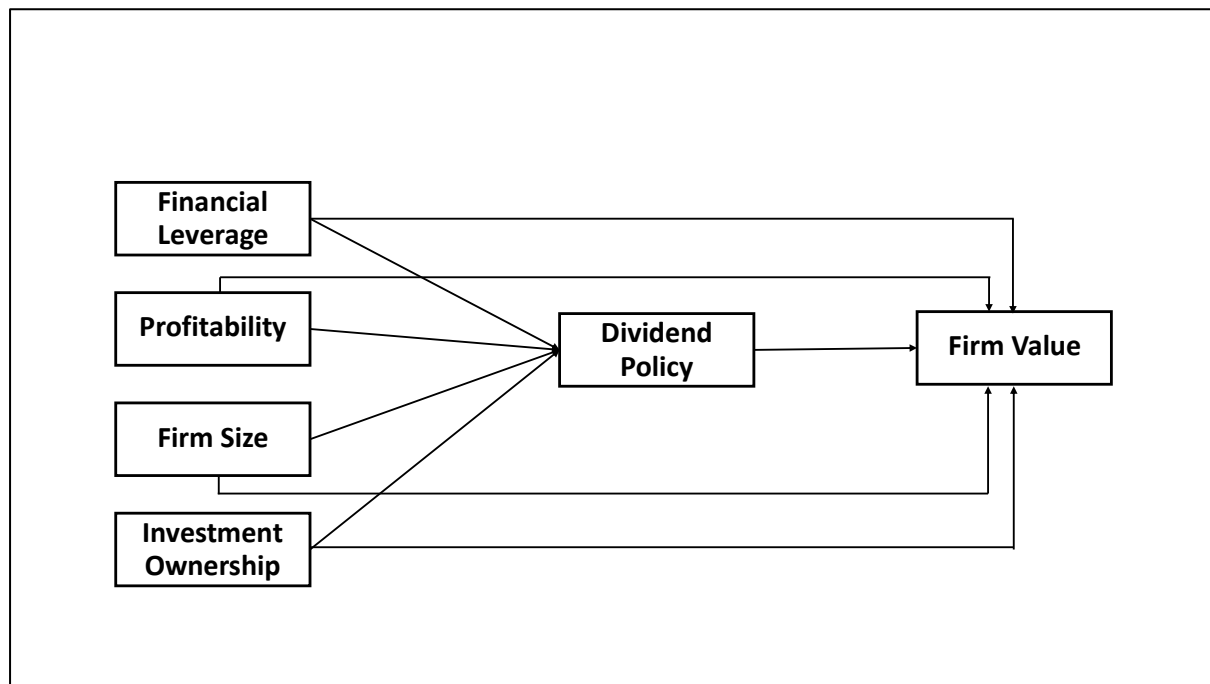 Financial
Leverage
Profitability
Dividend
Policy
Firm Value
Firm Size
Investment
Ownership